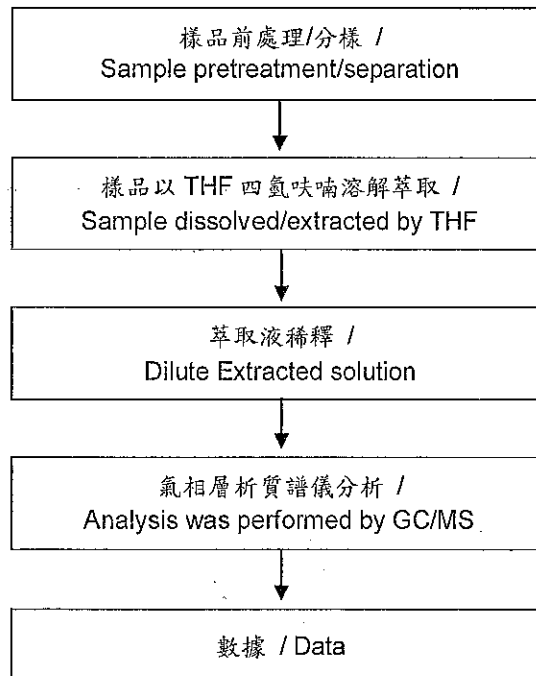 樣品前處理/分樣 /
Sample pretreatment/separation
樣品以 THF 四氫呋喃溶解萃取 /
Sample dissolved/extracted by THF
萃取液稀釋 /
Dilute Extracted solution
氣相層析質譜儀分析 /
Analysis was performed by GC/MS
數據 / Data